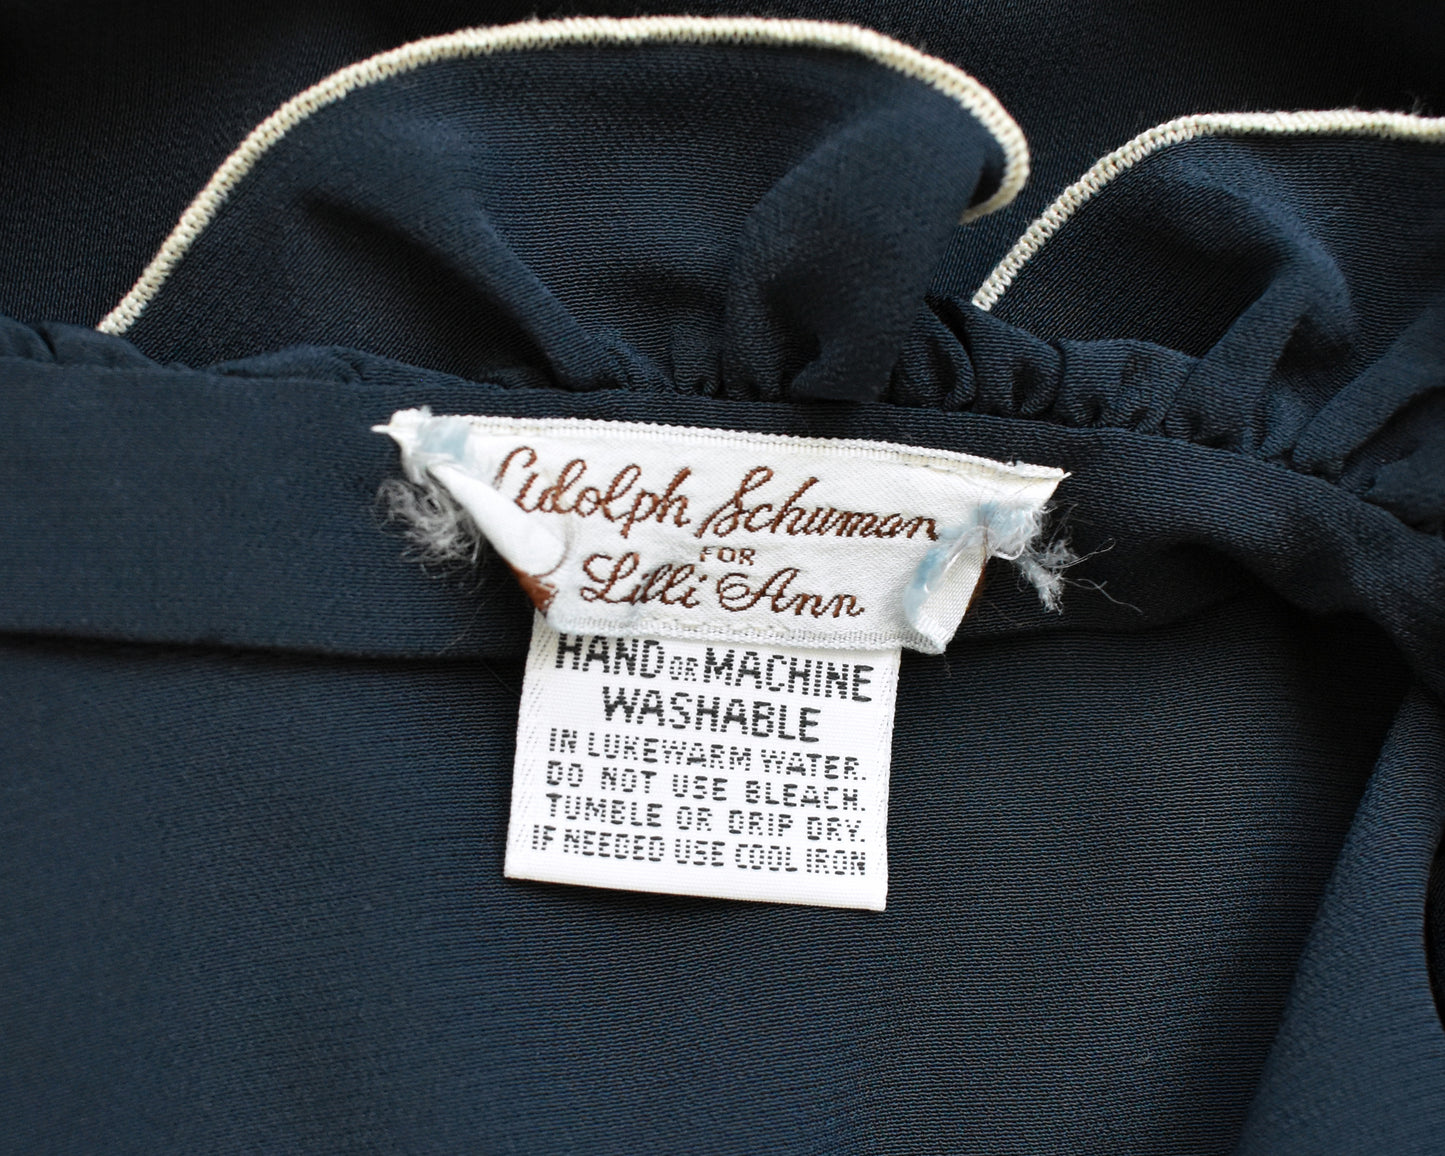 Adolph Schuman
FOR
Lilli Ann
HAND OR MACHINE
WASHABLE
IN LUKEWARM WATER.
DO NOT USE BLEACH.
TUMBLE OR DRIP DRY.
IF NEEDED USE COOL IRON